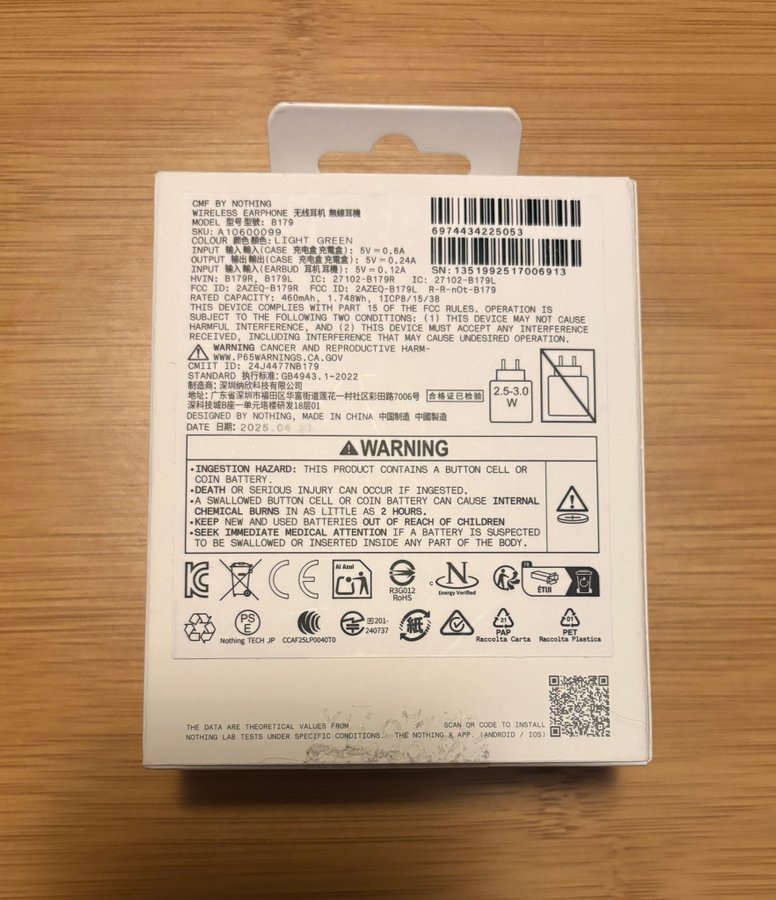 CMF BY NOTHING
WIRELESS EARPHONE 无线耳机 無線耳機
MODEL 型号 型號: B179
SKU: A10600099
COLOUR 颜色 顏色: LIGHT GREEN
INPUT 输入 輸入(CASE 充电盒 充電盒): 5V⎓0.6A
OUTPUT 输出 輸出(CASE 充电盒 充電盒): 5V⎓0.24A
INPUT 输入 輸入(EARBUD 耳机 耳機): 5V⎓0.12A
6974434225053
SN: 1351992517006913
HVIN: B179R, B179L IC: 27102-B179R IC: 27102-B179L
FCC ID: 2AZEQ-B179R FCC ID: 2AZEQ-B179L R-R-nOt-B179
RATED CAPACITY: 460mAh, 1.748Wh, 1ICP8/15/38
THIS DEVICE COMPLIES WITH PART 15 OF THE FCC RULES. OPERATION IS
SUBJECT TO THE FOLLOWING TWO CONDITIONS: (1) THIS DEVICE MAY NOT CAUSE
HARMFUL INTERFERENCE, AND (2) THIS DEVICE MUST ACCEPT ANY INTERFERENCE
RECEIVED, INCLUDING INTERFERENCE THAT MAY CAUSE UNDESIRED OPERATION.
WARNING CANCER AND REPRODUCTIVE HARM-
WWW.P65WARNINGS.CA.GOV
CMIIT ID: 24J4477NB179
STANDARD 执行标准: GB4943.1-2022
制造商: 深圳纳欣科技有限公司
地址: 广东省深圳市福田区华富街道莲花一村社区彩田路7006号
深科技城B座一单元塔楼研发18层01
合格证已检验
2.5-3.0
W
DESIGNED BY NOTHING, MADE IN CHINA 中国制造 中國製造
DATE 日期: 2025.04
WARNING
•INGESTION HAZARD: THIS PRODUCT CONTAINS A BUTTON CELL OR
COIN BATTERY.
•DEATH OR SERIOUS INJURY CAN OCCUR IF INGESTED.
•A SWALLOWED BUTTON CELL OR COIN BATTERY CAN CAUSE INTERNAL
CHEMICAL BURNS IN AS LITTLE AS 2 HOURS.
•KEEP NEW AND USED BATTERIES OUT OF REACH OF CHILDREN
•SEEK IMMEDIATE MEDICAL ATTENTION IF A BATTERY IS SUSPECTED
TO BE SWALLOWED OR INSERTED INSIDE ANY PART OF THE BODY.
CE
Al Azul
R3G012
RoHS
C N
Energy Verified
FR
ÉTUI
PS
E
Nothing TECH JP
CCAF25LP0040T0
201-
240737
紙
21
PAP
Raccolta Carta
01
PET
Raccolta Plastica
THE DATA ARE THEORETICAL VALUES FROM
NOTHING LAB TESTS UNDER SPECIFIC CONDITIONS.
SCAN QR CODE TO INSTALL
THE NOTHING X APP. (ANDROID / IOS)